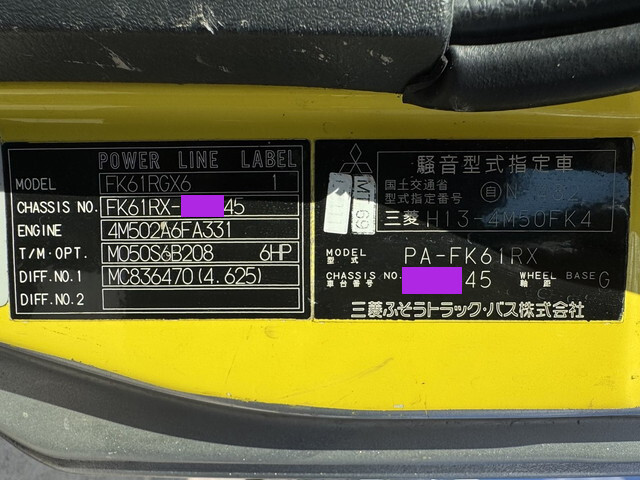 POWER LINE LABEL
MODEL FK61RGX6 1
CHASSIS NO. FK61RX- 45
ENGINE 4M502A6FA331
T/M·OPT. M050S6B208 6HP
DIFF.NO.1 MC836470(4.625)
DIFF.NO.2
騒音型式指定車
国土交通省
型式指定番号 自N
三菱 H13-4M50FK4
M1 69
MODEL 型式 PA-FK61RX
CHASSIS NO. 車台番号 45 WHEEL BASE 軸距 G
三菱ふそうトラック・バス株式会社